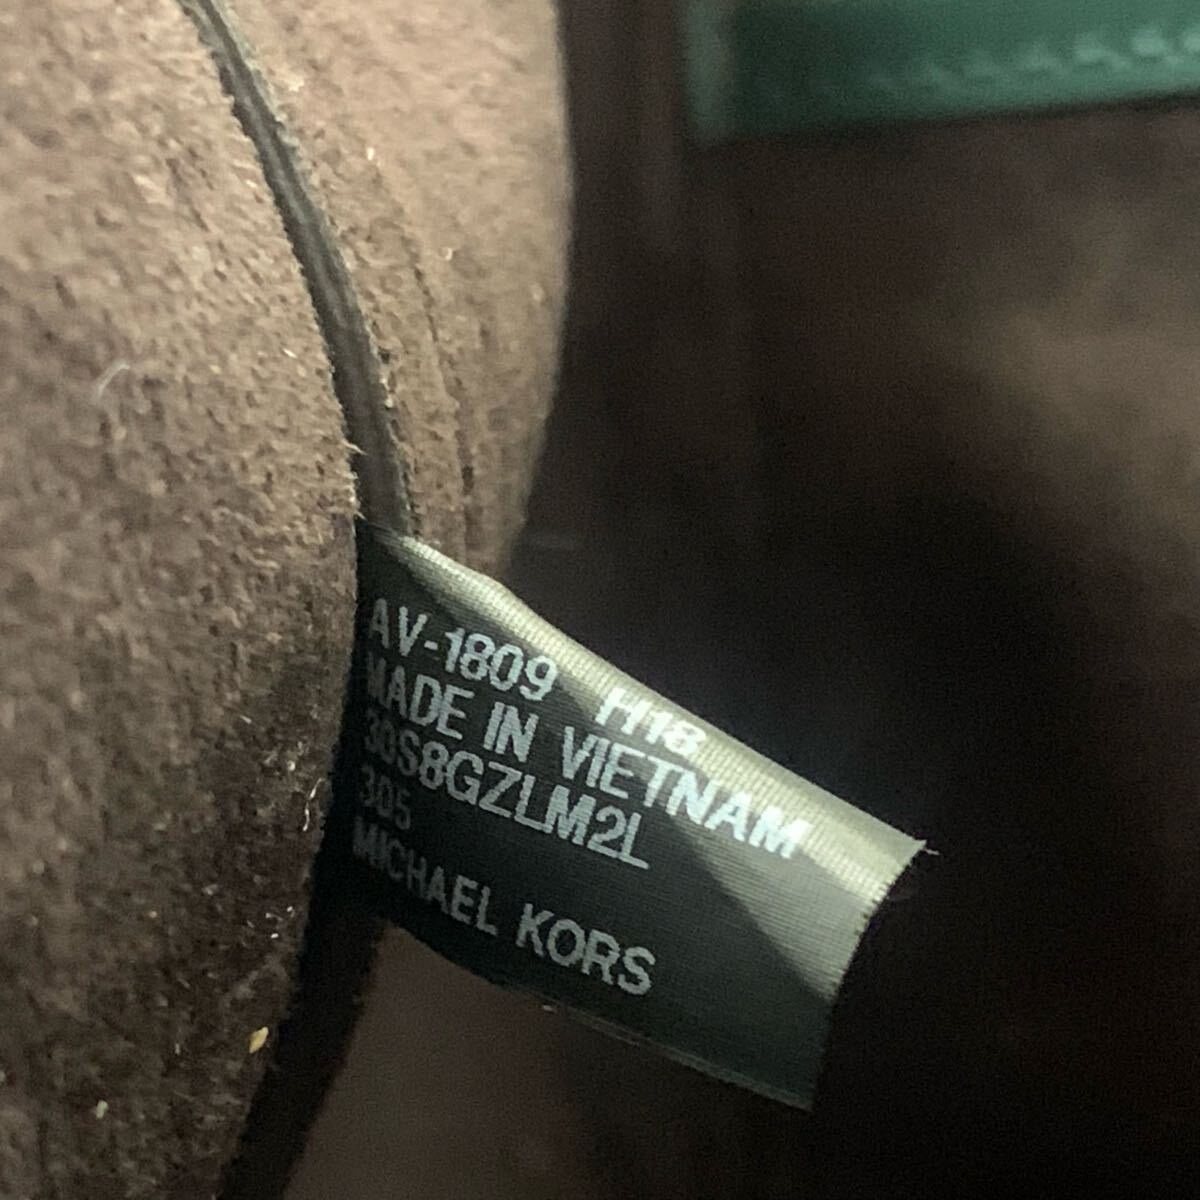 AV-1809 H18
MADE IN VIETNAM
30S8GZLM2L
305
MICHAEL KORS